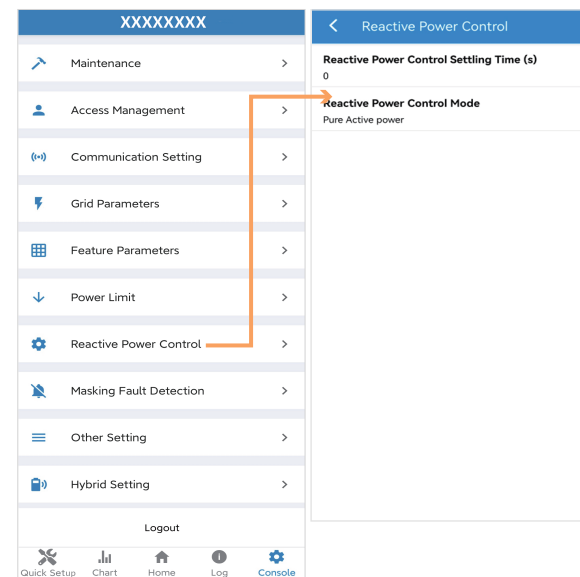 XXXXXXXX
Maintenance
Access Management
Communication Setting
Grid Parameters
Feature Parameters
Power Limit
Reactive Power Control
Masking Fault Detection
Other Setting
Hybrid Setting
Logout
Quick Setup Chart Home Log Console
Reactive Power Control
Reactive Power Control Settling Time (s)
0
Reactive Power Control Mode
Pure Active power